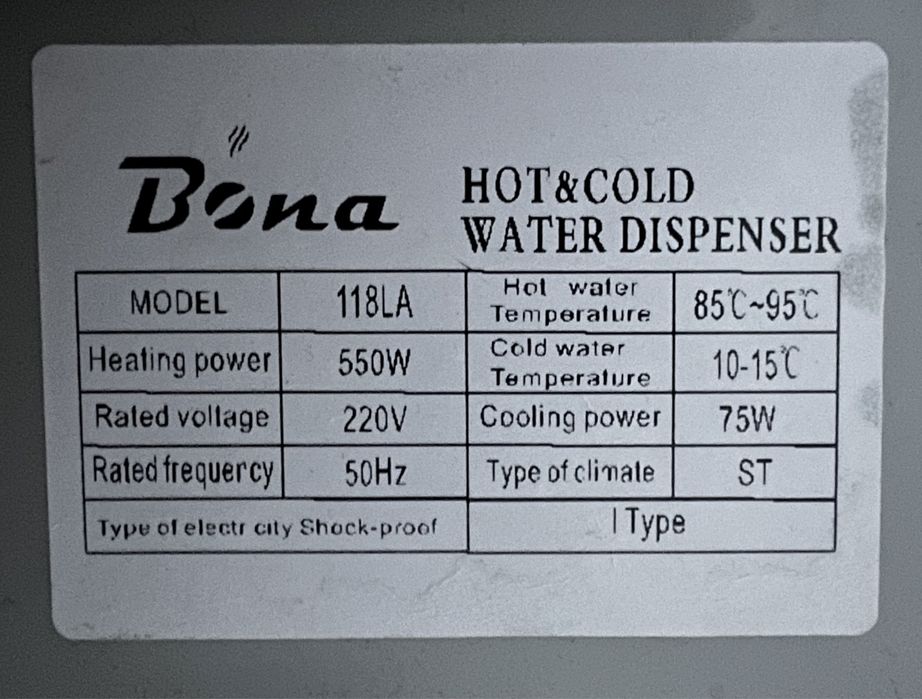 Bona
HOT&COLD
WATER DISPENSER
MODEL 118LA Hot water Temperature 85℃~95℃
Heating power 550W Cold water Temperature 10-15℃
Rated voltage 220V Cooling power 75W
Rated frequercy 50Hz Type of climate ST
Type of electr city Shock-proof I Type